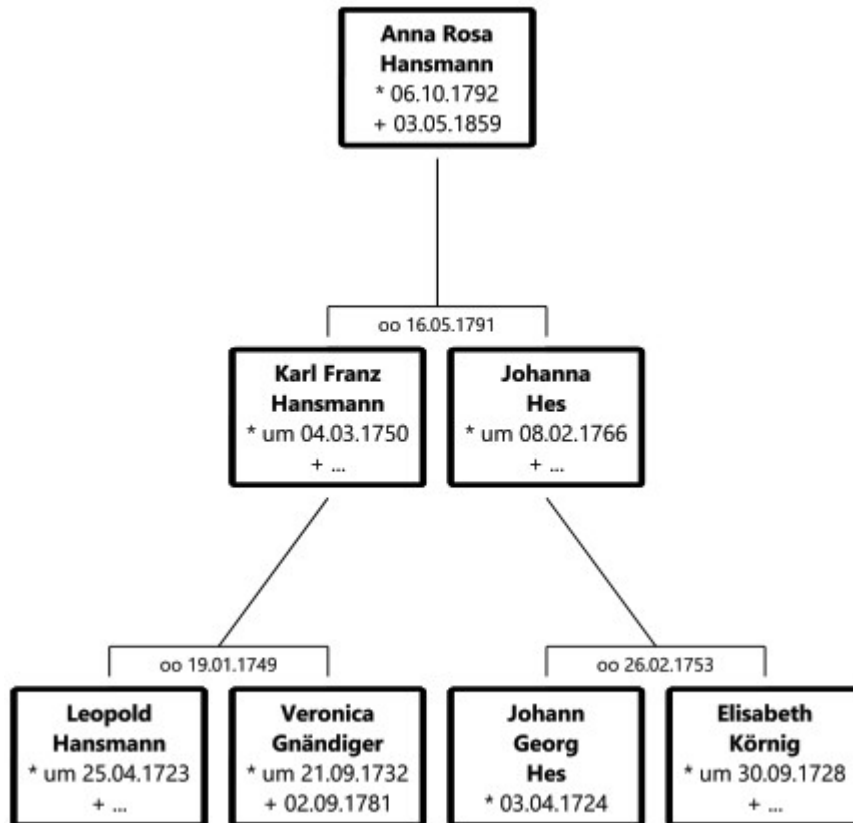 Anna Rosa
Hansmann
* 06.10.1792
+ 03.05.1859
oo 16.05.1791
Karl Franz
Hansmann
* um 04.03.1750
+ ...
Johanna
Hes
* um 08.02.1766
+ ...
oo 19.01.1749
oo 26.02.1753
Leopold
Hansmann
* um 25.04.1723
+ ...
Veronica
Gnändiger
* um 21.09.1732
+ 02.09.1781
Johann
Georg
Hes
* 03.04.1724
Elisabeth
Körnig
* um 30.09.1728
+ ...